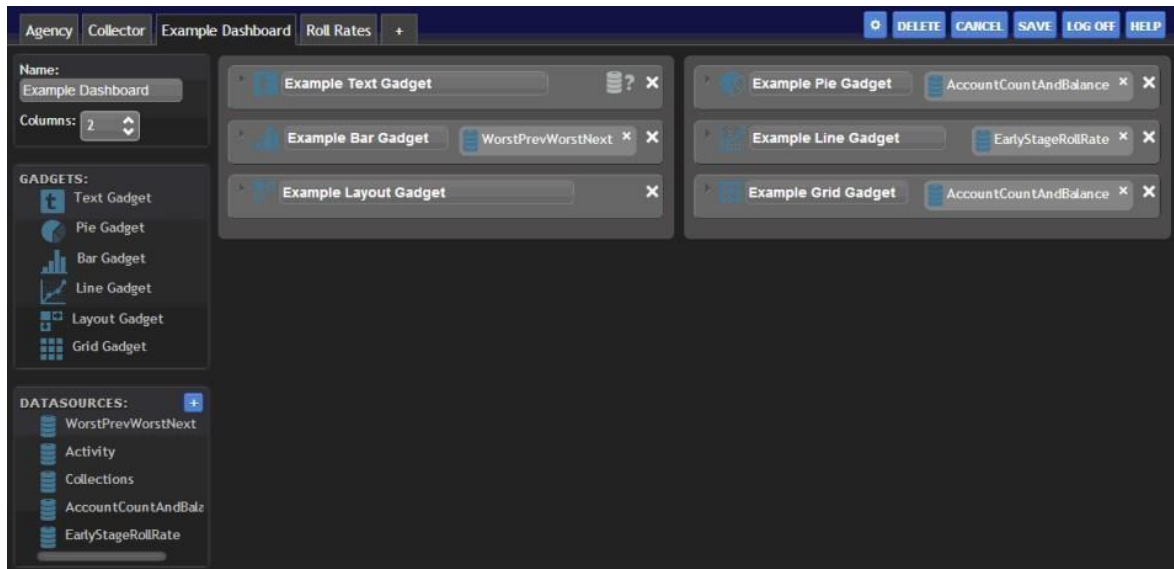 Agency Collector Example Dashboard Roll Rates +
DELETE CANCEL SAVE LOG OFF HELP
Name:
Example Dashboard
Columns: 2
GADGETS:
Text Gadget
Pie Gadget
Bar Gadget
Line Gadget
Layout Gadget
Grid Gadget
DATASOURCES: +
WorstPrevWorstNext
Activity
Collections
AccountCountAndBala
EarlyStageRollRate
Example Text Gadget ? ×
Example Bar Gadget WorstPrevWorstNext × ×
Example Layout Gadget ×
Example Pie Gadget AccountCountAndBalance × ×
Example Line Gadget EarlyStageRollRate × ×
Example Grid Gadget AccountCountAndBalance × ×